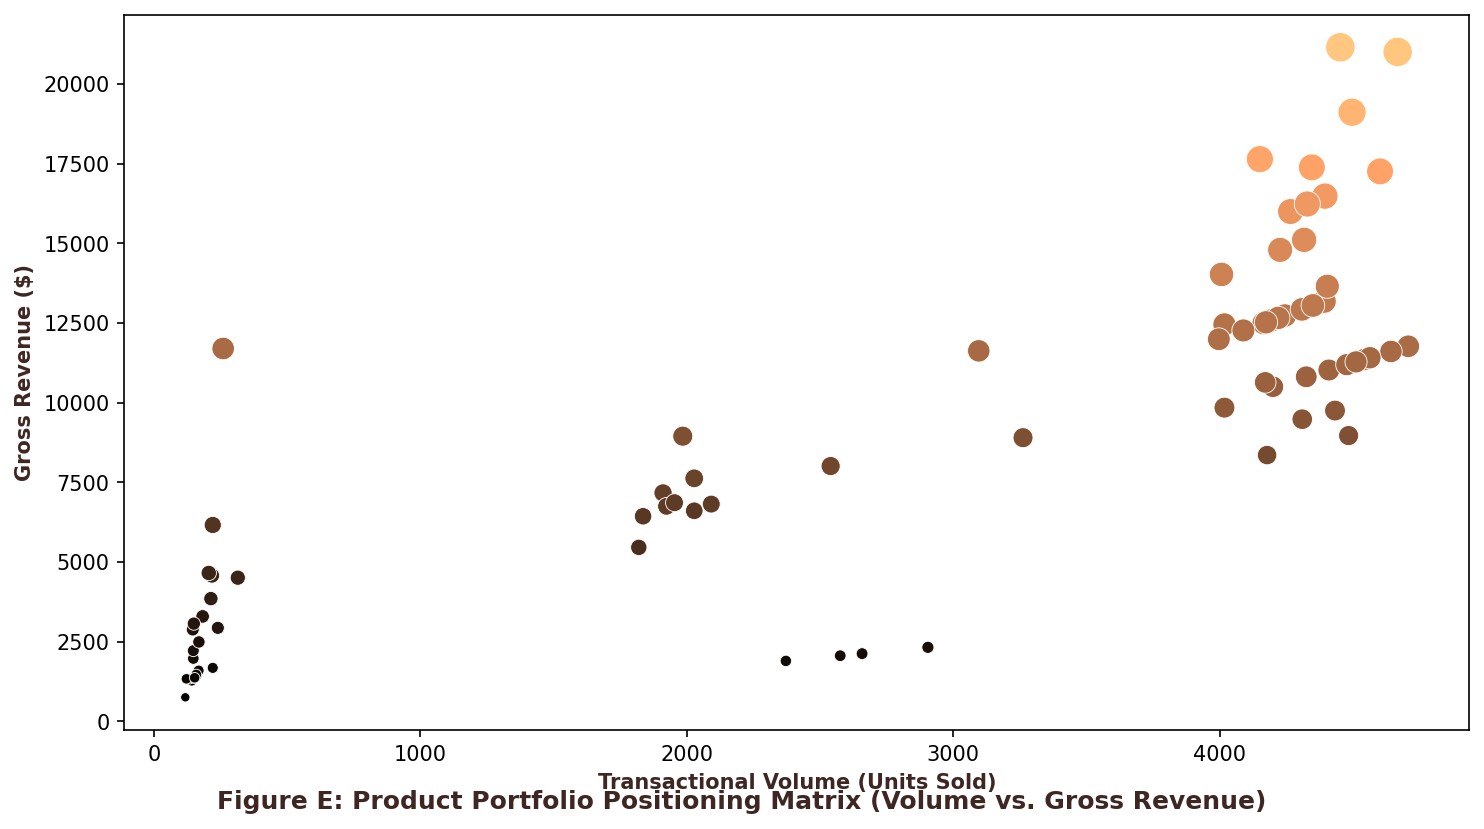 20000
17500
15000
12500
10000
7500
5000
2500
0
Gross Revenue ($)
0 1000 2000 3000 4000
Transactional Volume (Units Sold)
Figure E: Product Portfolio Positioning Matrix (Volume vs. Gross Revenue)